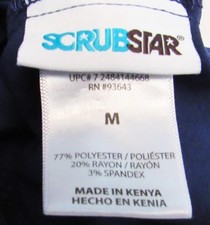 SCRUBSTAR®
UPC# 7 2484144668
RN #93643
M
77% POLYESTER / POLIÉSTER
20% RAYON / RAYÓN
3% SPANDEX
MADE IN KENYA
HECHO EN KENIA